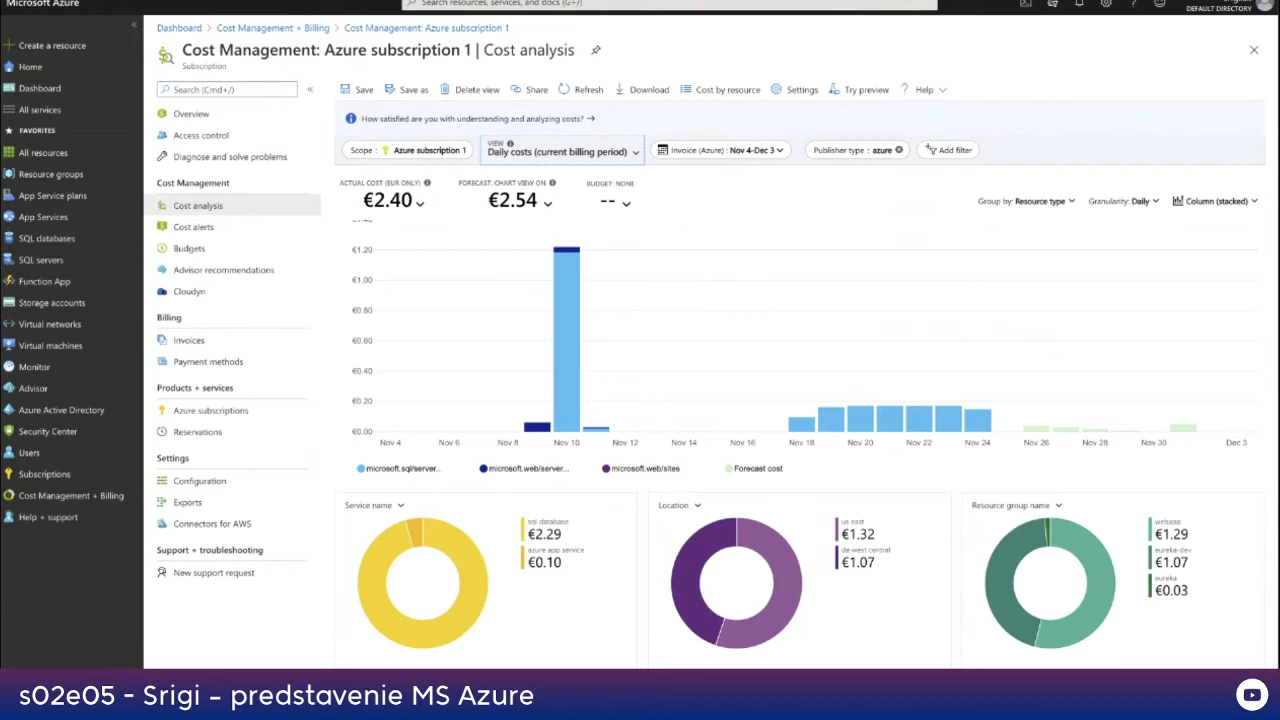 Microsoft Azure
Search resources, services, and docs (G+/)
DEFAULT DIRECTORY
Create a resource
Home
Dashboard
All services
FAVORITES
All resources
Resource groups
App Service plans
App Services
SQL databases
SQL servers
Function App
Storage accounts
Virtual networks
Virtual machines
Monitor
Advisor
Azure Active Directory
Security Center
Users
Subscriptions
Cost Management + Billing
Help + support
Dashboard > Cost Management + Billing > Cost Management: Azure subscription 1
Cost Management: Azure subscription 1 | Cost analysis
Subscription
Search (Cmd+/)
Overview
Access control
Diagnose and solve problems
Cost Management
Cost analysis
Cost alerts
Budgets
Advisor recommendations
Cloudyn
Billing
Invoices
Payment methods
Products + services
Azure subscriptions
Reservations
Settings
Configuration
Exports
Connectors for AWS
Support + troubleshooting
New support request
Save Save as Delete view Share Refresh Download Cost by resource Settings Try preview Help
How satisfied are you with understanding and analyzing costs? →
Scope : Azure subscription 1
VIEW
Daily costs (current billing period)
Invoice (Azure) : Nov 4-Dec 3
Publisher type : azure
Add filter
ACTUAL COST (EUR ONLY) FORECAST: CHART VIEW ON BUDGET: NONE
€2.40 €2.54 --
Group by: Resource type Granularity: Daily Column (stacked)
€1.40
€1.20
€1.00
€0.80
€0.60
€0.40
€0.20
€0.00
Nov 4 Nov 6 Nov 8 Nov 10 Nov 12 Nov 14 Nov 16 Nov 18 Nov 20 Nov 22 Nov 24 Nov 26 Nov 28 Nov 30 Dec 3
microsoft.sql/server... microsoft.web/server... microsoft.web/sites Forecast cost
Service name
sql database
€2.29
azure app service
€0.10
Location
us east
€1.32
de west central
€1.07
Resource group name
webapp
€1.29
eureka-dev
€1.07
eureka
€0.03
s02e05 - Srigi - predstavenie MS Azure